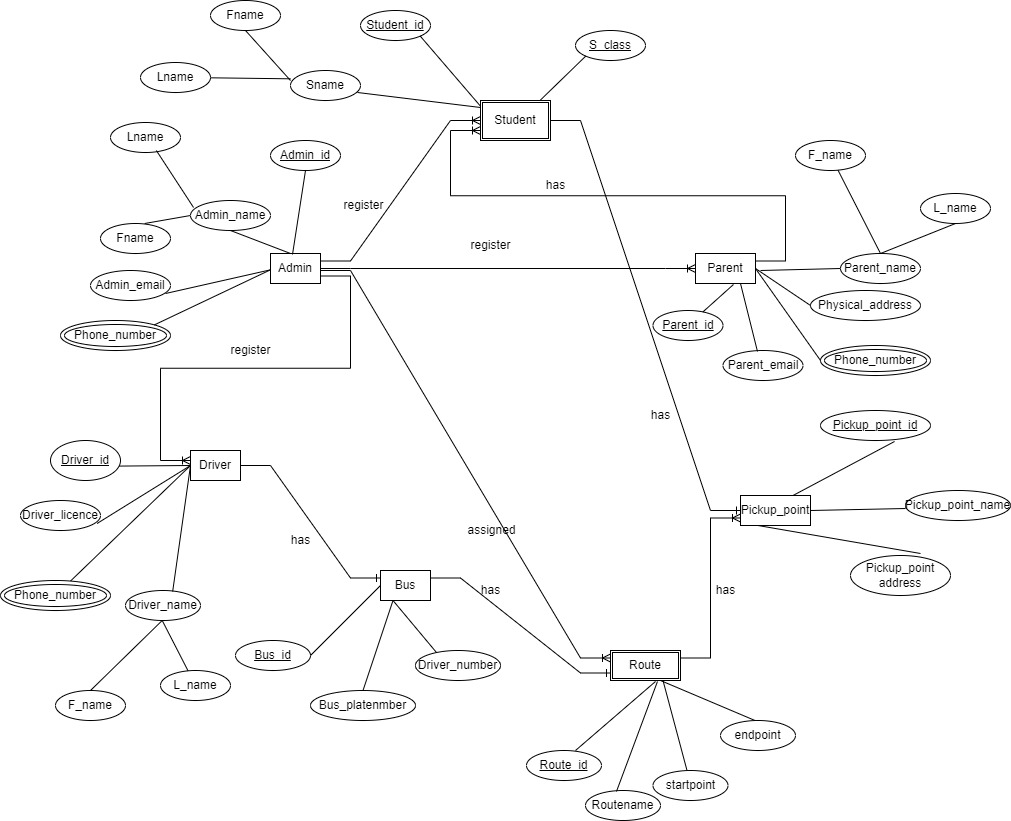 Fname
Student_id
S_class
Lname
Sname
Student
Lname
Admin_id
F_name
has
register
L_name
Admin_name
Fname
register
Admin
Parent
Parent_name
Admin_email
Physical_address
Phone_number
Parent_id
register
Parent_email
Phone_number
has
Pickup_point_id
Driver_id
Driver
Pickup_point_name
Pickup_point
Driver_licence
assigned
has
Pickup_point
address
Bus
has
has
Phone_number
Driver_name
Bus_id
Driver_number
Route
L_name
F_name
Bus_platenmber
endpoint
Route_id
startpoint
Routename